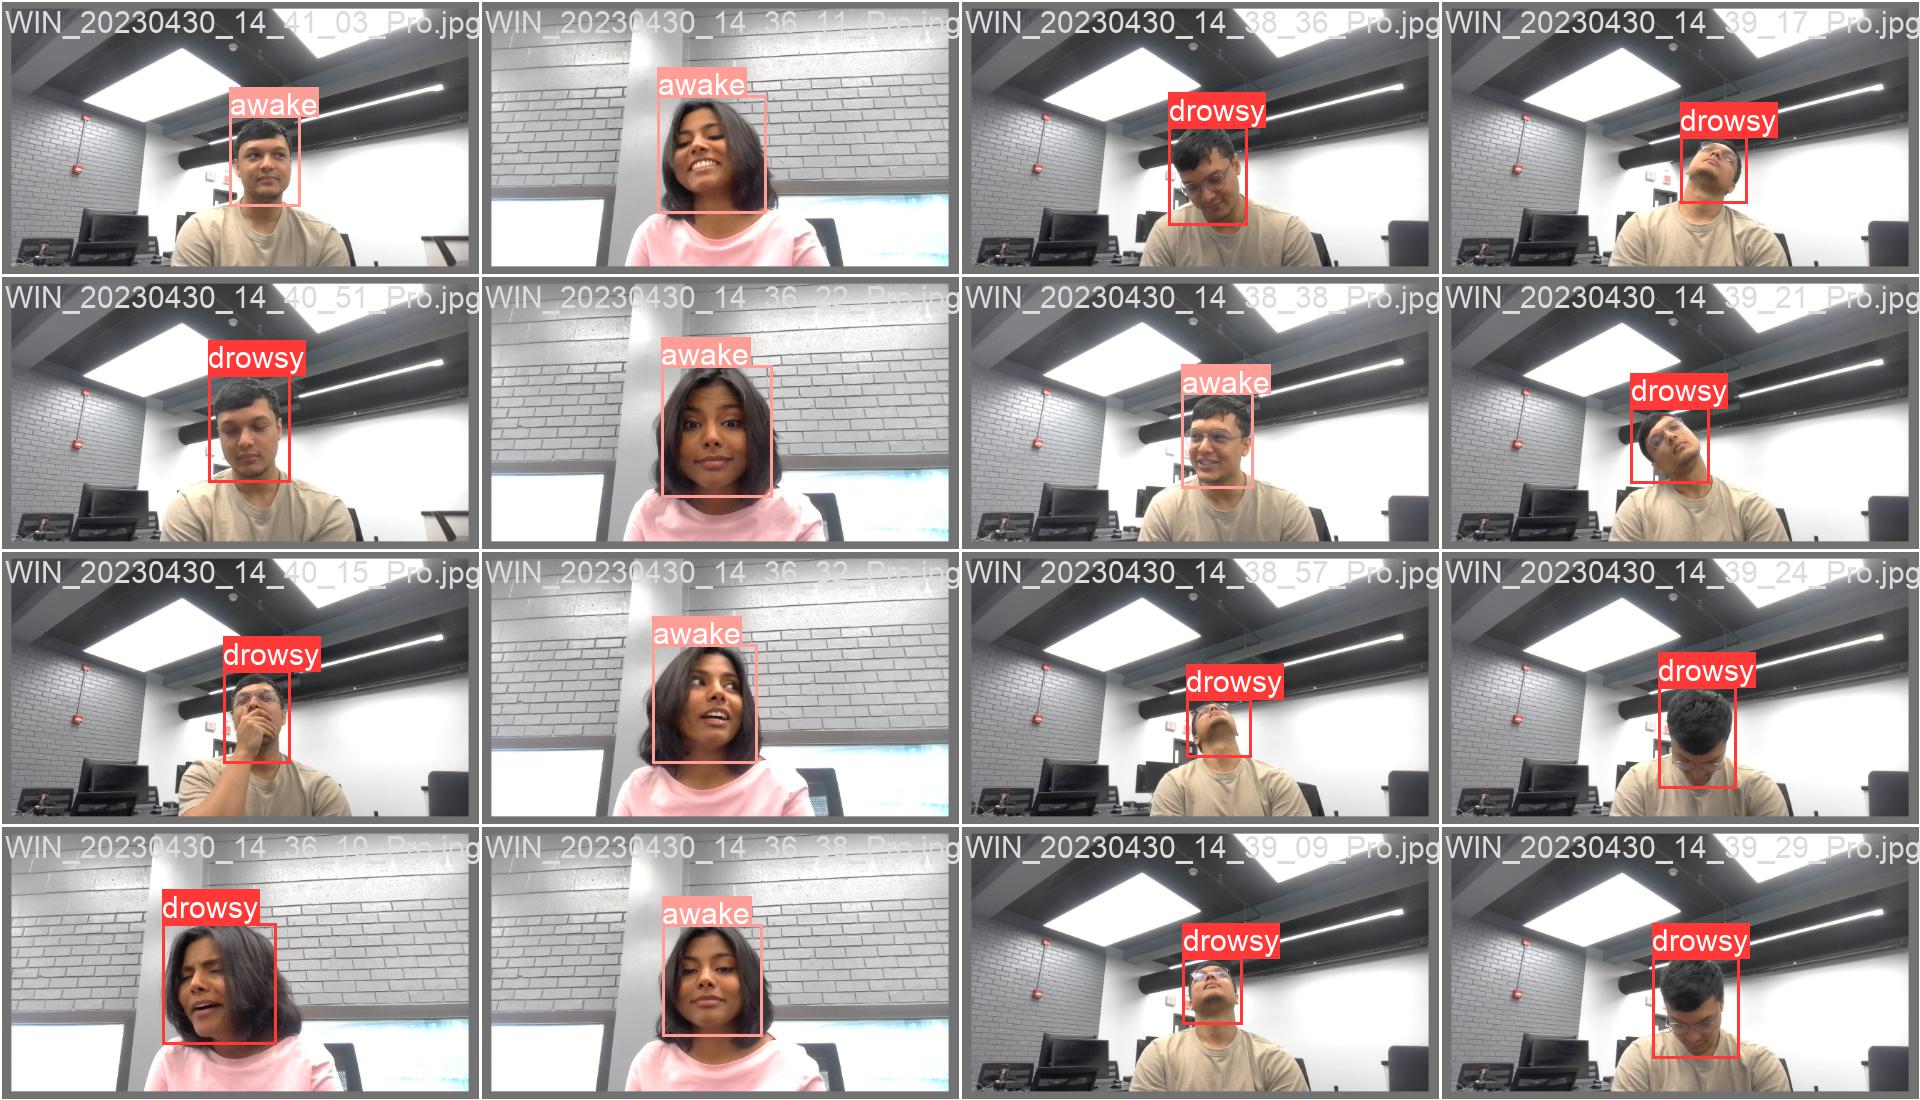 WIN_20230430_14_41_03_Pro.jpg
awake
WIN_20230430_14_36_11_Pro.jpg
awake
WIN_20230430_14_38_36_Pro.jpg
drowsy
WIN_20230430_14_39_17_Pro.jpg
drowsy
WIN_20230430_14_40_51_Pro.jpg
drowsy
WIN_20230430_14_36_22_Pro.jpg
awake
WIN_20230430_14_38_38_Pro.jpg
awake
WIN_20230430_14_39_21_Pro.jpg
drowsy
WIN_20230430_14_40_15_Pro.jpg
drowsy
WIN_20230430_14_36_32_Pro.jpg
awake
WIN_20230430_14_38_57_Pro.jpg
drowsy
WIN_20230430_14_39_24_Pro.jpg
drowsy
WIN_20230430_14_36_10_Pro.jpg
drowsy
WIN_20230430_14_36_38_Pro.jpg
awake
WIN_20230430_14_39_09_Pro.jpg
drowsy
WIN_20230430_14_39_29_Pro.jpg
drowsy